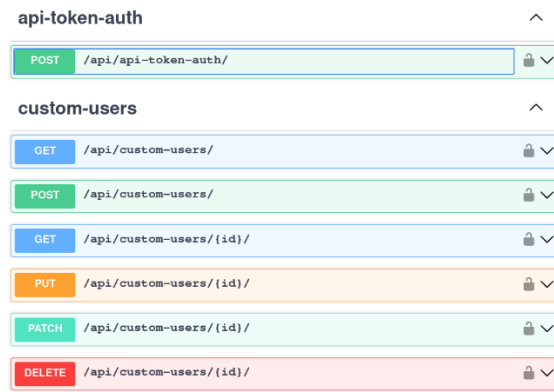 api-token-auth
POST /api/api-token-auth/
custom-users
GET /api/custom-users/
POST /api/custom-users/
GET /api/custom-users/{id}/
PUT /api/custom-users/{id}/
PATCH /api/custom-users/{id}/
DELETE /api/custom-users/{id}/